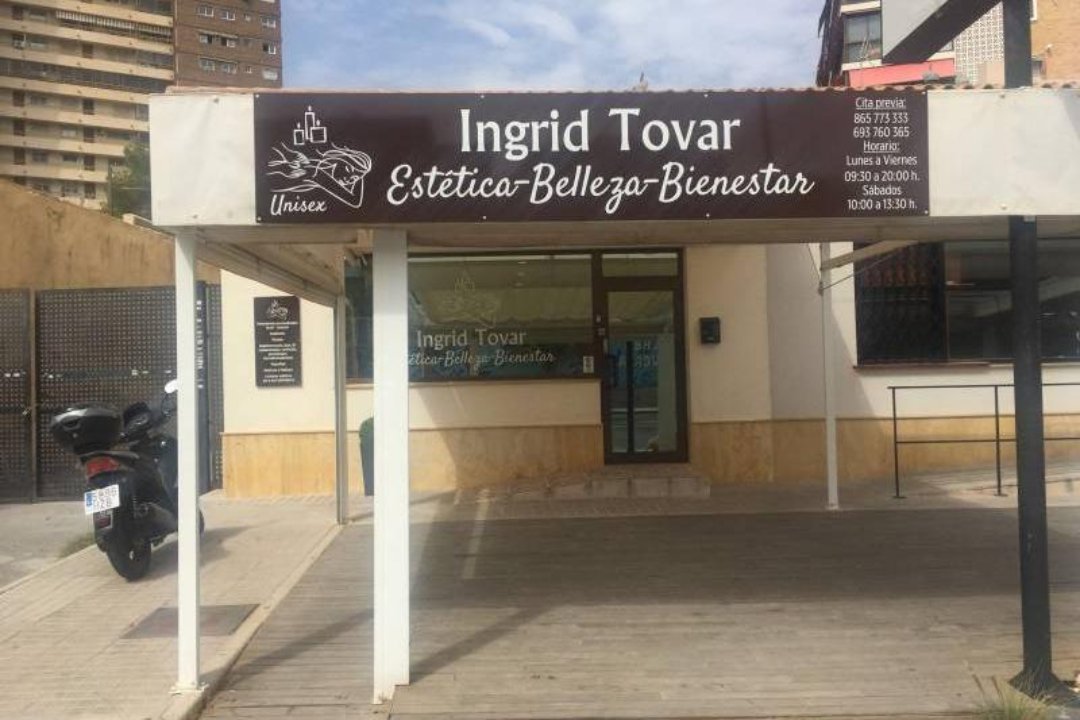 Ingrid Tovar
Estética-Belleza-Bienestar
Unisex
Cita previa:
865 773 333
693 760 365
Horario:
Lunes a Viernes
09:30 a 20:00 h.
Sábados
10:00 a 13:30 h.
Ingrid Tovar
Estética-Belleza-Bienestar